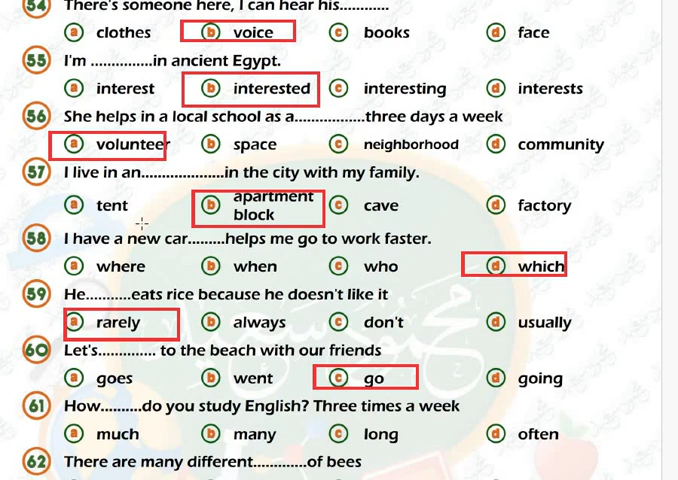 54 There's someone here, I can hear his............
a clothes b voice c books d face
55 I'm ...............in ancient Egypt.
a interest b interested c interesting d interests
56 She helps in a local school as a.................three days a week
a volunteer b space c neighborhood d community
57 I live in an.....................in the city with my family.
a tent b apartment block c cave d factory
58 I have a new car.........helps me go to work faster.
a where b when c who d which
59 He...........eats rice because he doesn't like it
a rarely b always c don't d usually
60 Let's.............. to the beach with our friends
a goes b went c go d going
61 How..........do you study English? Three times a week
a much b many c long d often
62 There are many different.............of bees